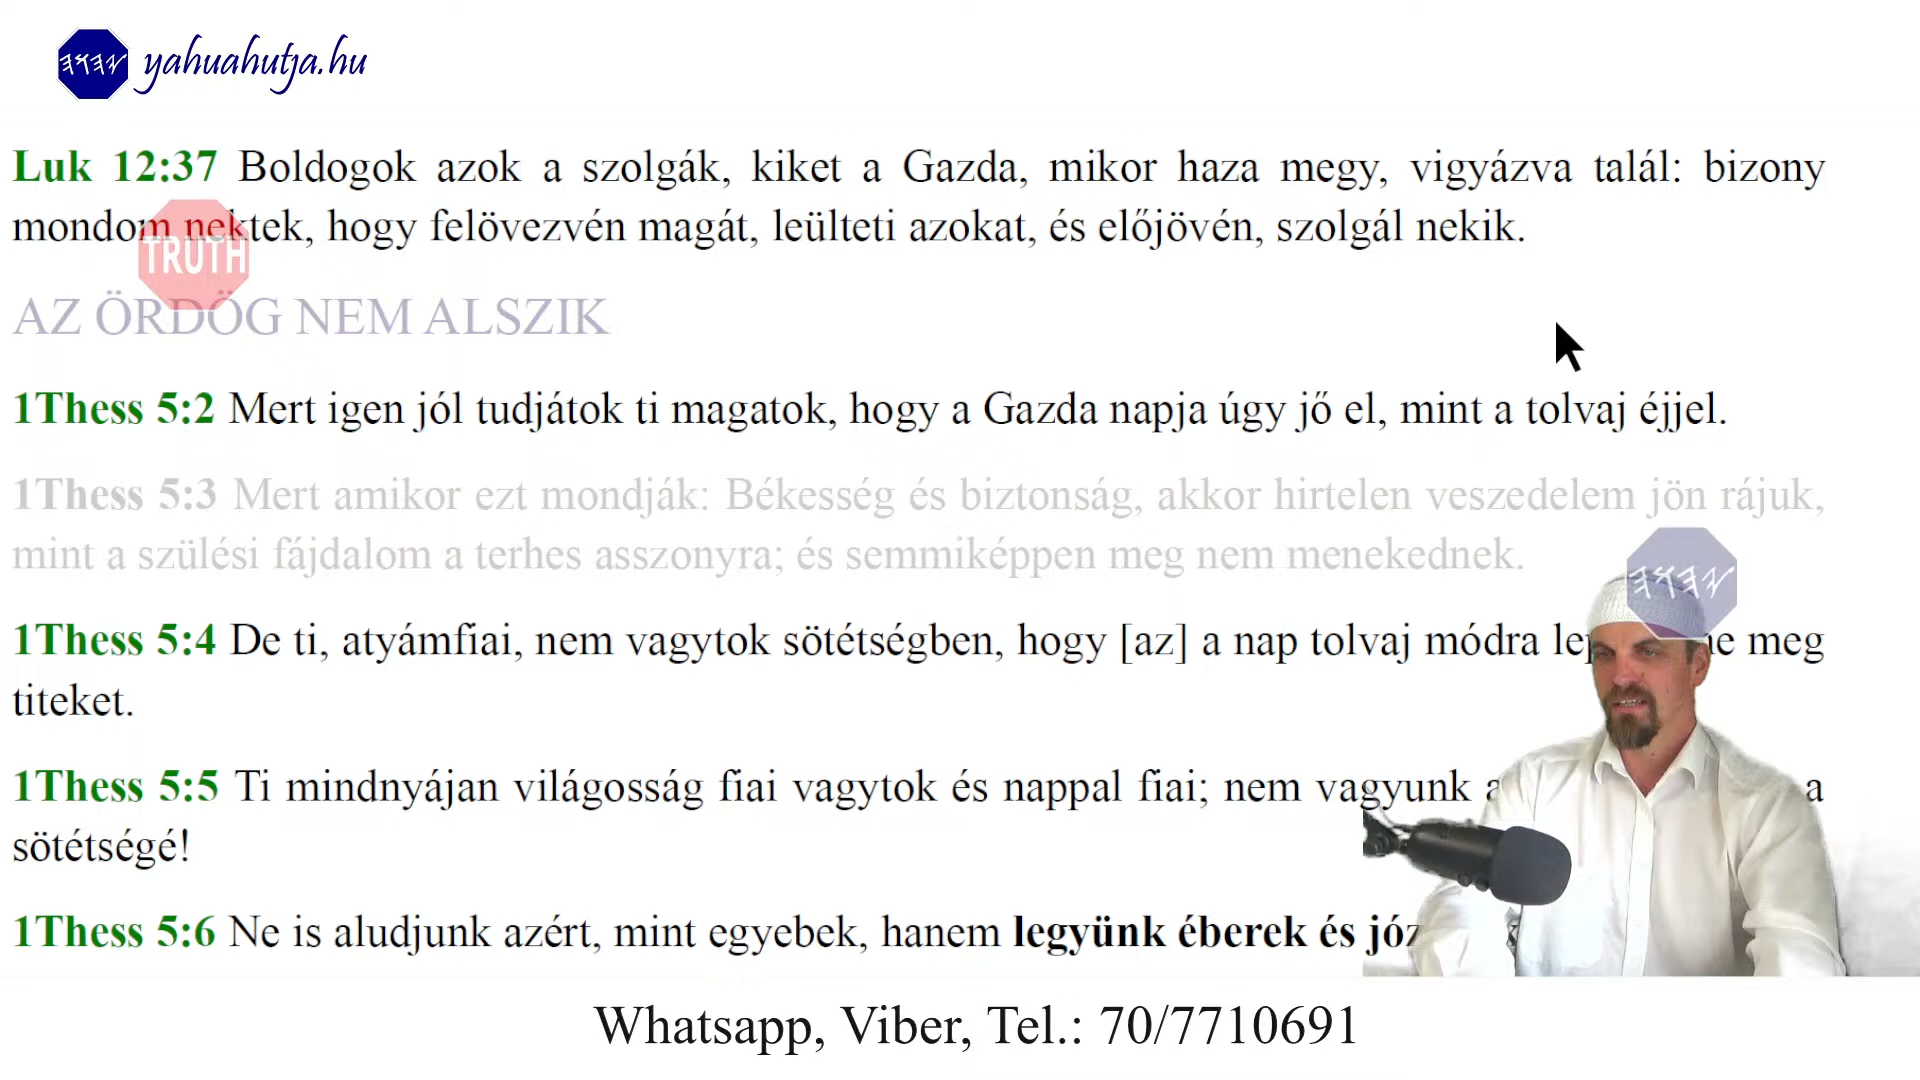 yahuahutja.hu
Luk 12:37 Boldogok azok a szolgák, kiket a Gazda, mikor haza megy, vigyázva talál: bizony
mondom nektek, hogy felövezvén magát, leülteti azokat, és előjövén, szolgál nekik.
TRUTH
AZ ÖRDÖG NEM ALSZIK
1Thess 5:2 Mert igen jól tudjátok ti magatok, hogy a Gazda napja úgy jő el, mint a tolvaj éjjel.
1Thess 5:3 Mert amikor ezt mondják: Békesség és biztonság, akkor hirtelen veszedelem jön rájuk,
mint a szülési fájdalom a terhes asszonyra; és semmiképpen meg nem menekednek.
1Thess 5:4 De ti, atyámfiai, nem vagytok sötétségben, hogy [az] a nap tolvaj módra meg
titeket.
1Thess 5:5 Ti mindnyájan világosság fiai vagytok és nappal fiai; nem vagyunk a
sötétségé!
1Thess 5:6 Ne is aludjunk azért, mint egyebek, hanem legyünk éberek és
Whatsapp, Viber, Tel.: 70/7710691